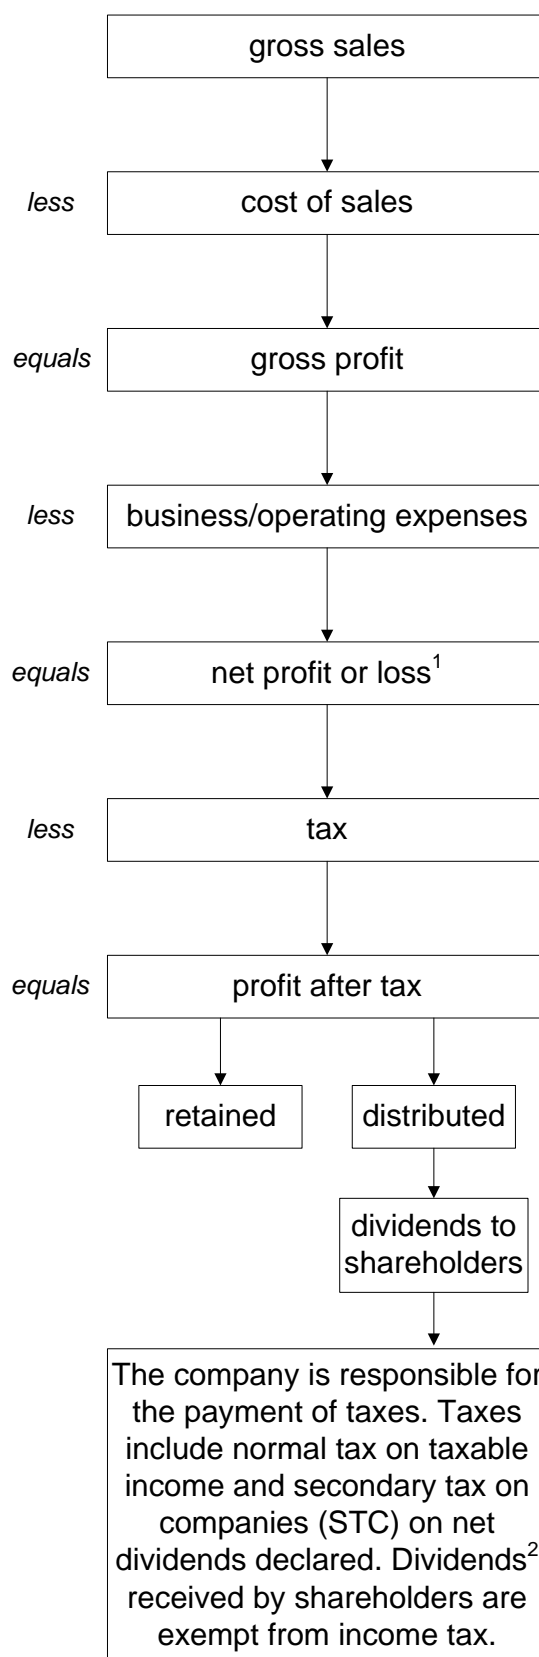 gross sales
less
cost of sales
equals
gross profit
less
business/operating expenses
equals
net profit or loss1
less
tax
equals
profit after tax
retained
distributed
dividends to
shareholders
The company is responsible for
the payment of taxes. Taxes
include normal tax on taxable
income and secondary tax on
companies (STC) on net
dividends declared. Dividends2
received by shareholders are
exempt from income tax.